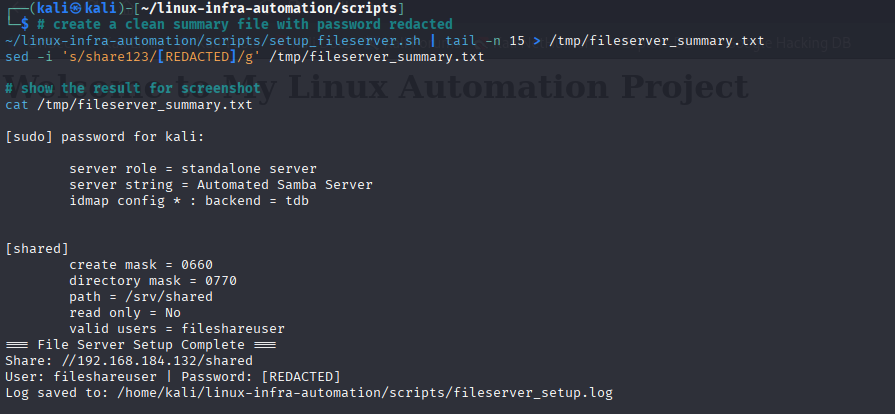 ┌──(kali㉿kali)-[~/linux-infra-automation/scripts]
└─$ # create a clean summary file with password redacted
~/linux-infra-automation/scripts/setup_fileserver.sh | tail -n 15 > /tmp/fileserver_summary.txt
Hacking DB
sed -i 's/share123/[REDACTED]/g' /tmp/fileserver_summary.txt
Welcome to My Linux Automation Project
# show the result for screenshot
cat /tmp/fileserver_summary.txt
[sudo] password for kali:
server role = standalone server
server string = Automated Samba Server
idmap config * : backend = tdb
[shared]
create mask = 0660
directory mask = 0770
path = /srv/shared
read only = No
valid users = fileshareuser
=== File Server Setup Complete ===
Share: //192.168.184.132/shared
User: fileshareuser | Password: [REDACTED]
Log saved to: /home/kali/linux-infra-automation/scripts/fileserver_setup.log